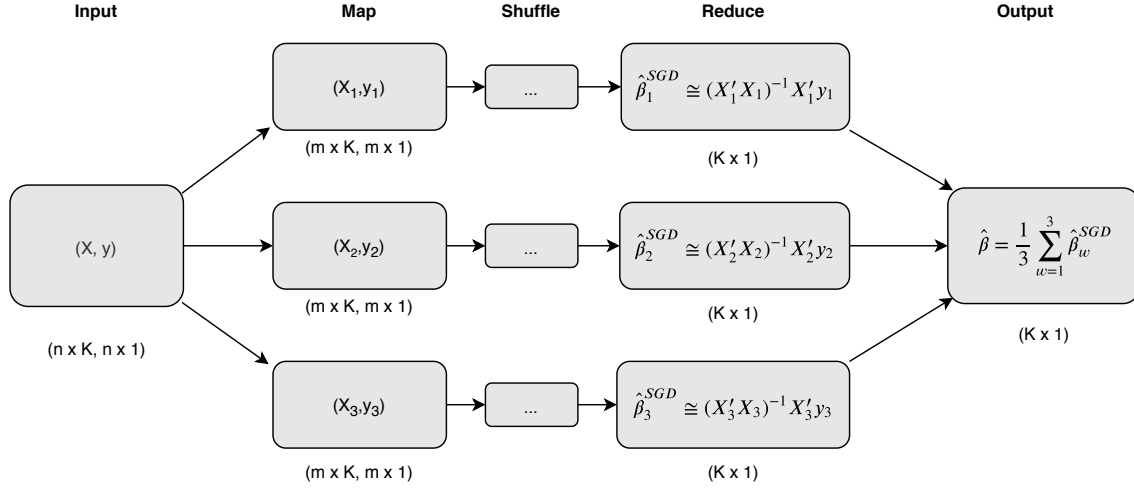 Input
Map
Shuffle
Reduce
Output
(X, y)
(n x K, n x 1)
(X₁,y₁)
(m x K, m x 1)
...
β̂₁^{SGD} ≅ (X′₁X₁)⁻¹X′₁y₁
(K x 1)
(X₂,y₂)
(m x K, m x 1)
...
β̂₂^{SGD} ≅ (X′₂X₂)⁻¹X′₂y₂
(K x 1)
(X₃,y₃)
(m x K, m x 1)
...
β̂₃^{SGD} ≅ (X′₃X₃)⁻¹X′₃y₃
(K x 1)
β̂ = 1/3 ∑_{w=1}^{3} β̂_w^{SGD}
(K x 1)